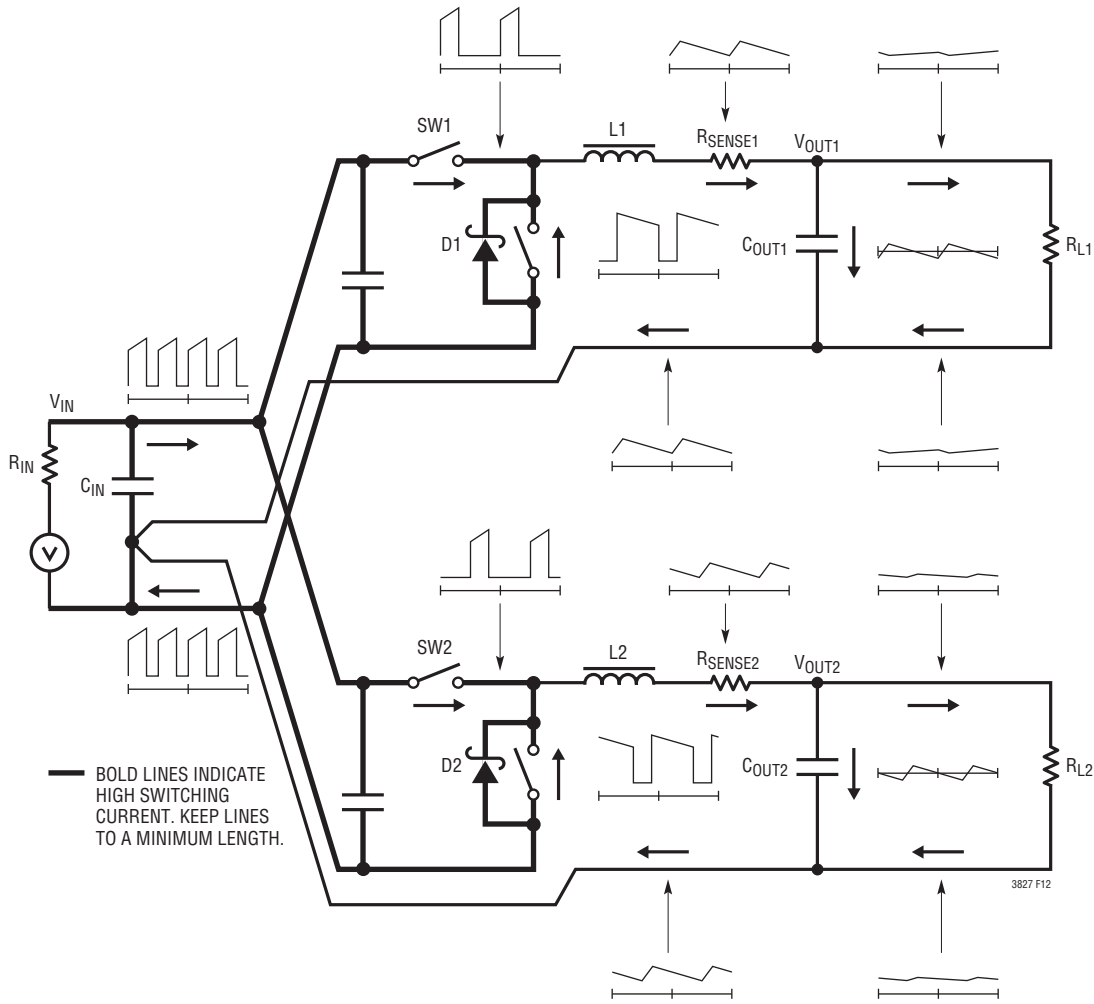 SW1
L1
RSENSE1
VOUT1
D1
COUT1
RL1
VIN
RIN
CIN
V
SW2
L2
RSENSE2
VOUT2
D2
COUT2
RL2
BOLD LINES INDICATE
HIGH SWITCHING
CURRENT. KEEP LINES
TO A MINIMUM LENGTH.
3827 F12